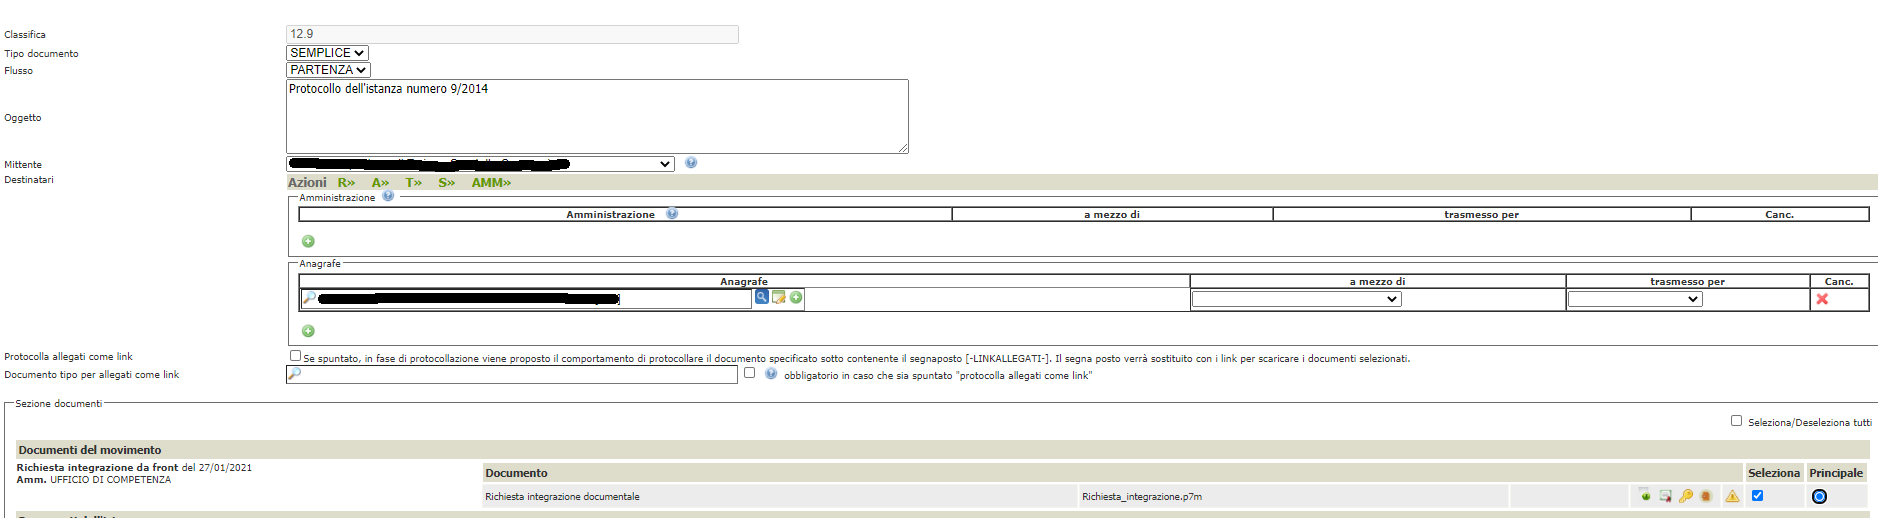 Classifica 12.9
Tipo documento SEMPLICE
Flusso PARTENZA
Oggetto Protocollo dell'istanza numero 9/2014
Mittente
Destinatari Azioni R» A» T» S» AMM»
Amministrazione
Amministrazione a mezzo di trasmesso per Canc.
Anagrafe
Anagrafe a mezzo di trasmesso per Canc.
Protocolla allegati come link Se spuntato, in fase di protocollazione viene proposto il comportamento di protocollare il documento specificato sotto contenente il segnaposto [-LINKALLEGATI-]. Il segna posto verrà sostituito con i link per scaricare i documenti selezionati.
Documento tipo per allegati come link obbligatorio in caso che sia spuntato "protocolla allegati come link"
Sezione documenti
Seleziona/Deseleziona tutti
Documenti del movimento
Richiesta integrazione da front del 27/01/2021
Amm. UFFICIO DI COMPETENZA
Documento Seleziona Principale
Richiesta integrazione documentale Richiesta_integrazione.p7m